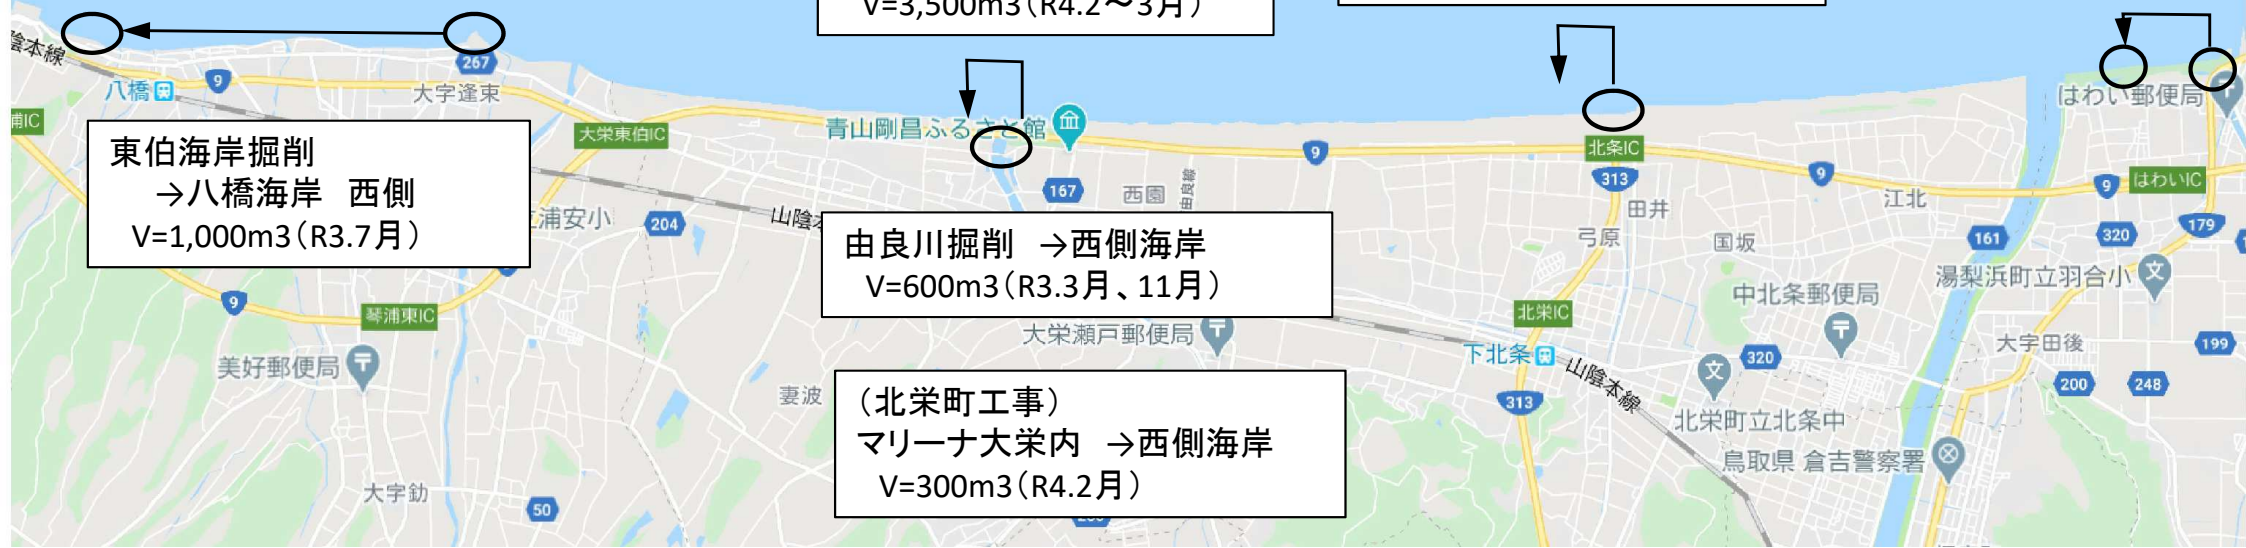 V=3,500m3（R4.2～3月）
陰本線
267
9
八橋
大字逢束
はわい郵便局
大栄東伯IC
青山剛昌ふるさと館
北条IC
9
東伯海岸掘削
→八橋海岸　西側
V=1,000m3（R3.7月）
167
西園
由良線
313
9
9
はわいIC
田井
江北
浦安小
204
山陰本
由良川掘削　→西側海岸
V=600m3（R3.3月、11月）
弓原
国坂
161
320
179
湯梨浜町立羽合小
文
9
琴浦東IC
中北条郵便局
北栄IC
大栄瀬戸郵便局
美好郵便局
下北条
山陰本線
320
大字田後
199
文
200
248
妻波
（北栄町工事）
マリーナ大栄内　→西側海岸
V=300m3（R4.2月）
313
北栄町立北条中
鳥取県 倉吉警察署
大字釛
50